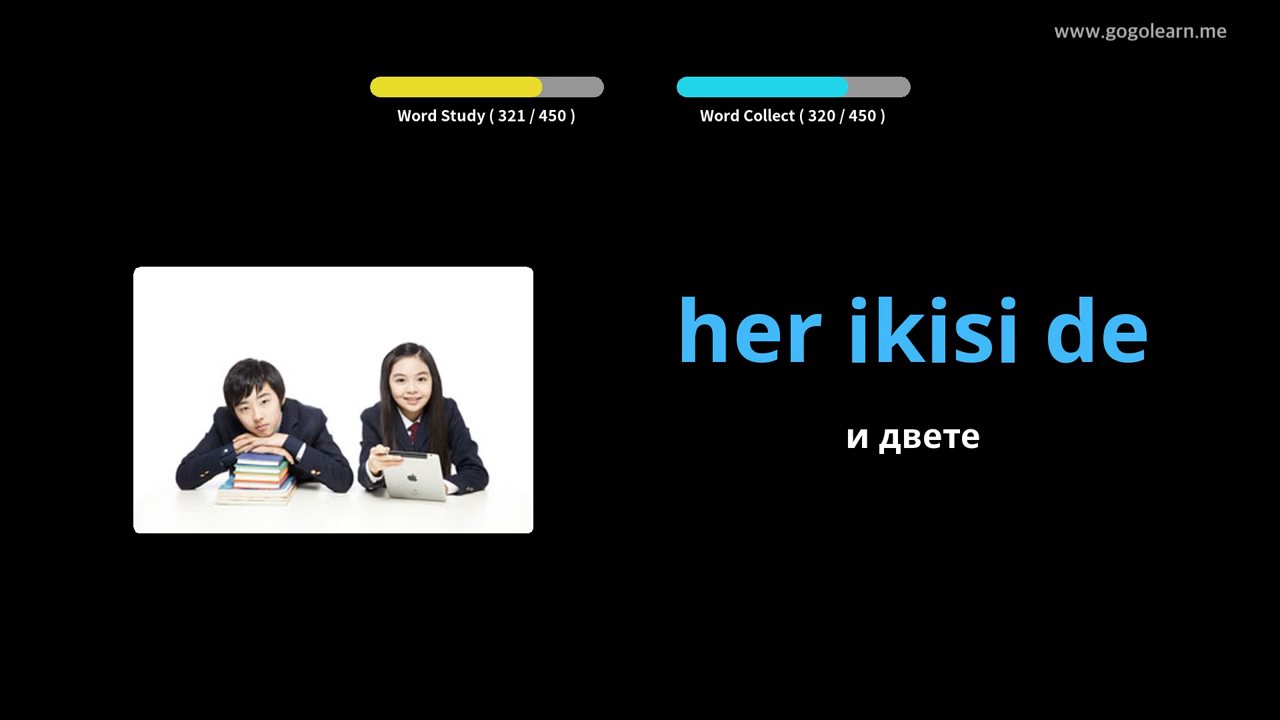 www.gogolearn.me
Word Study ( 321 / 450 )
Word Collect ( 320 / 450 )
her ikisi de
и двете